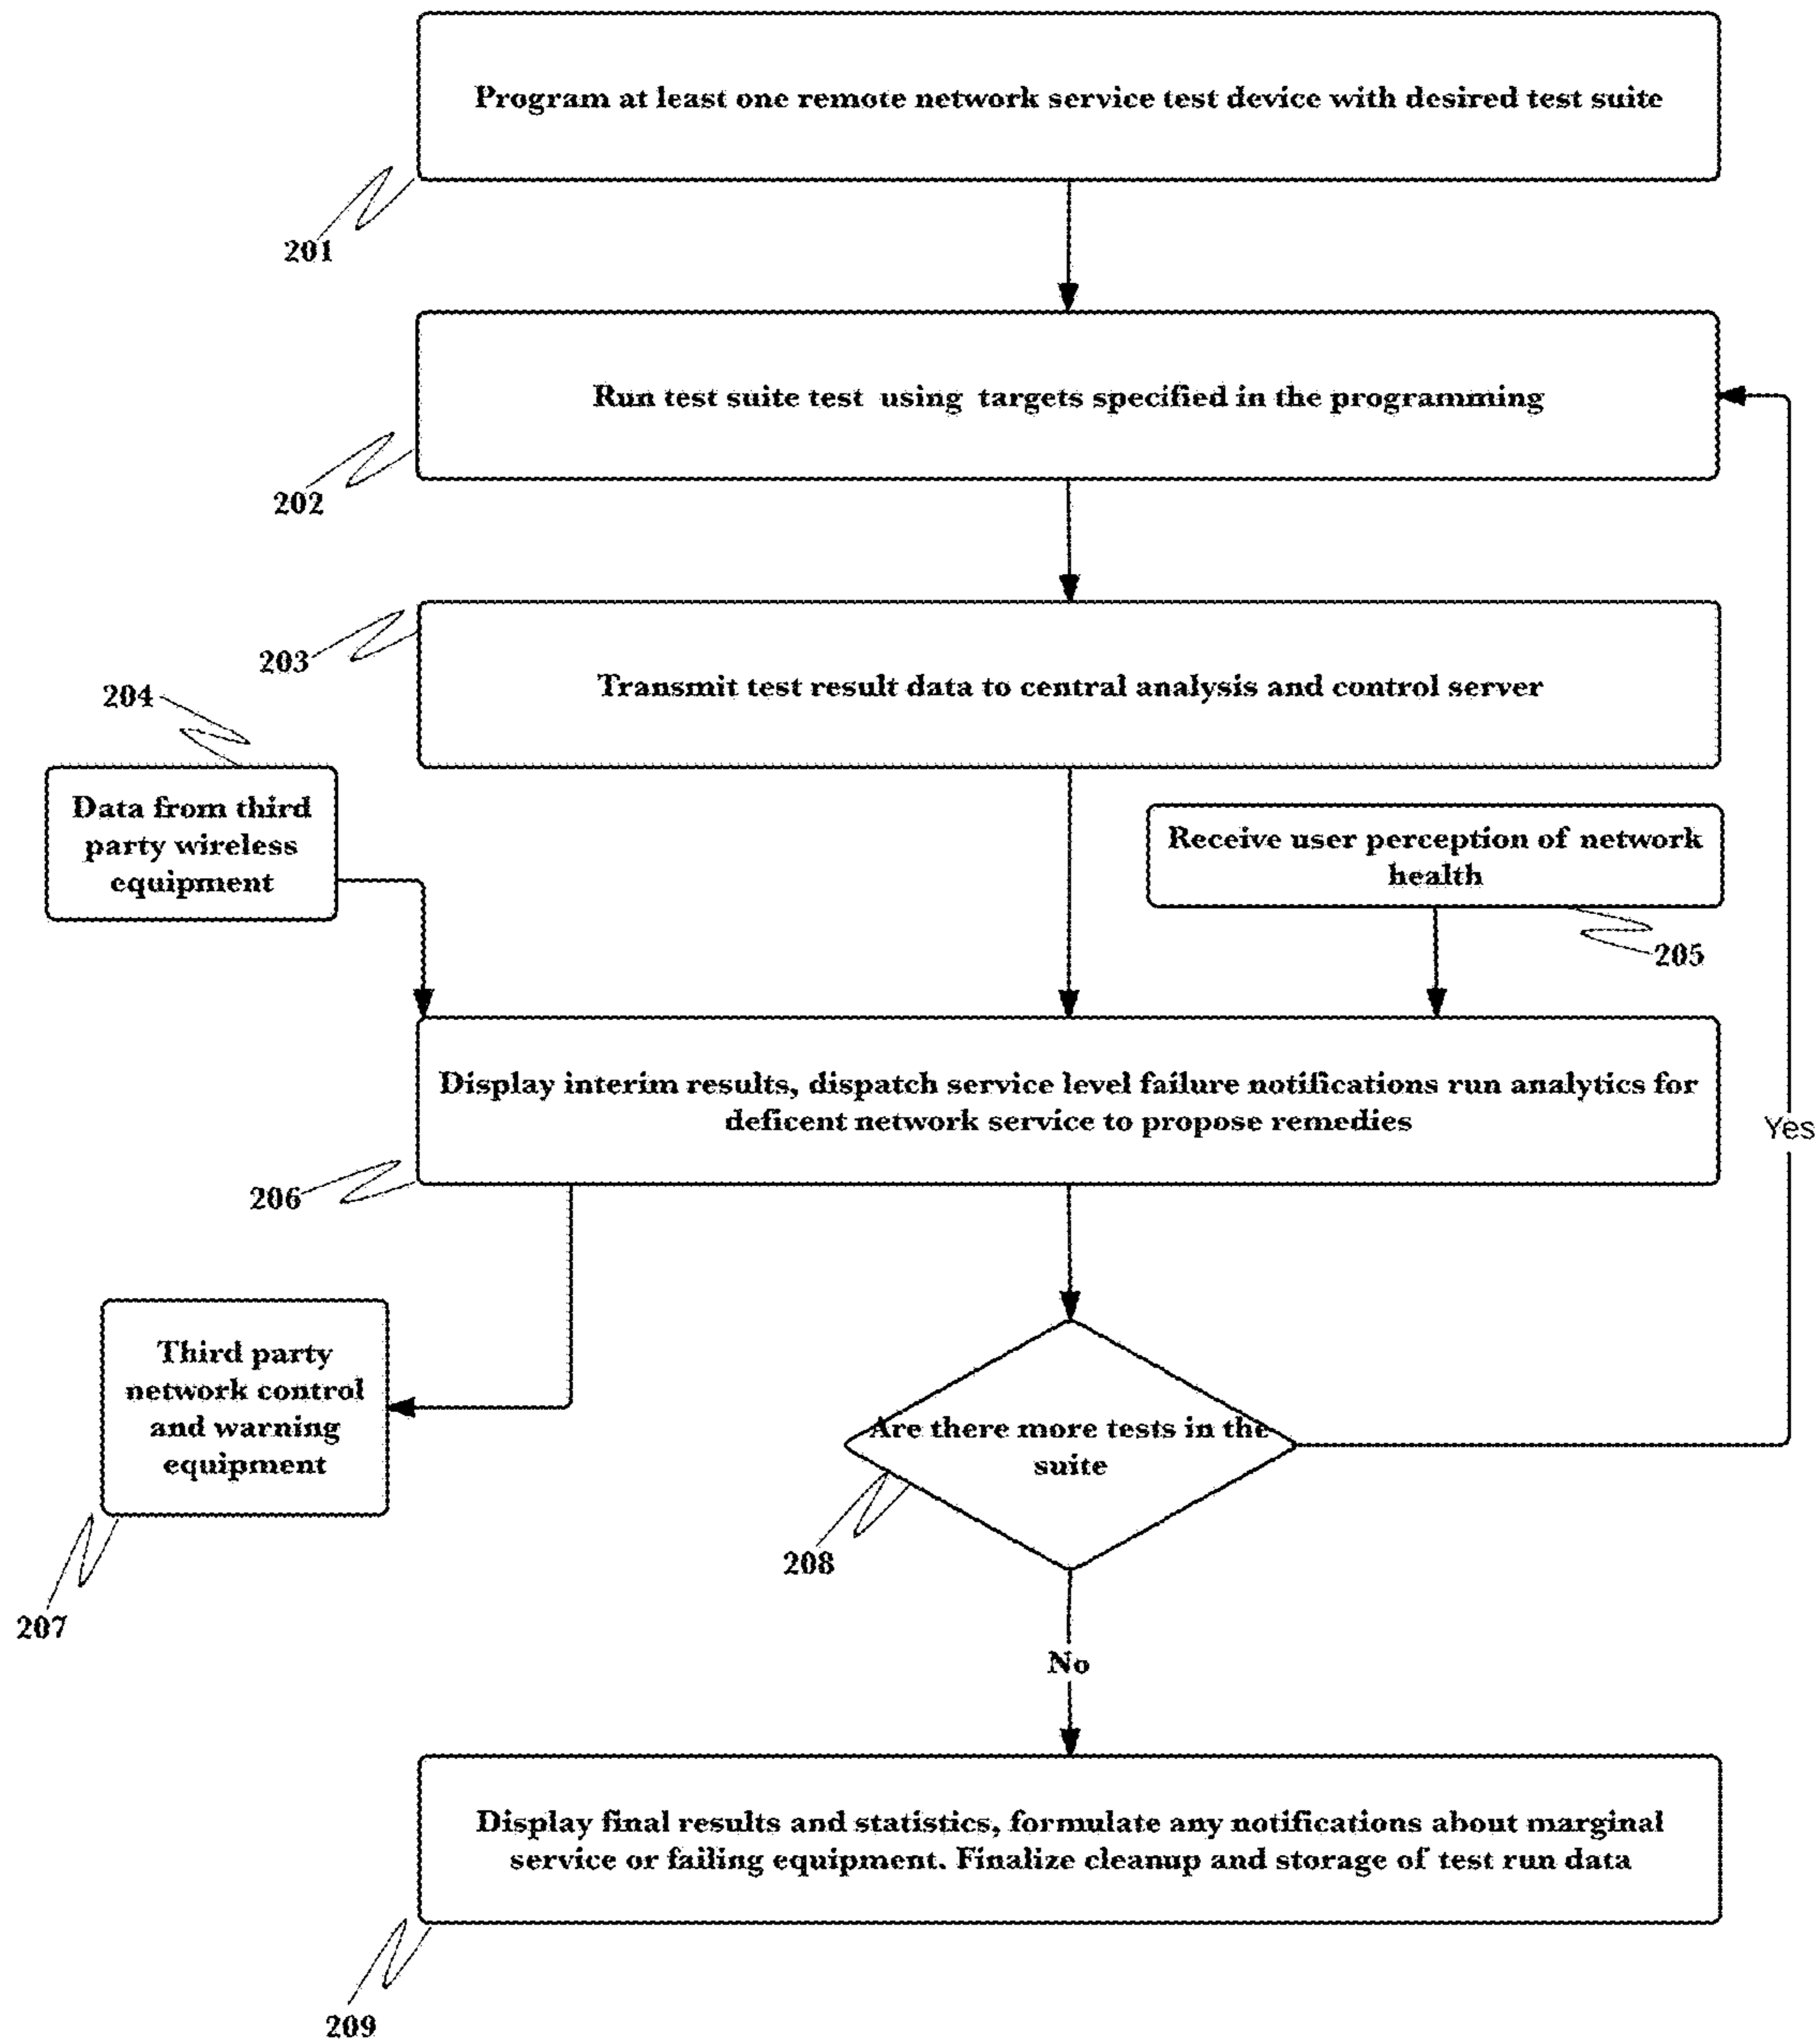 Program at least one remote network service test device with desired test suite
201
Run test suite test using targets specified in the programming
202
203
Transmit test result data to central analysis and control server
204
Data from third
party wireless
equipment
Receive user perception of network
health
205
Display interim results, dispatch service level failure notifications run analytics for
deficent network service to propose remedies
Yes
206
Third party
network control
and warning
equipment
Are there more tests in the
suite
208
207
No
Display final results and statistics, formulate any notifications about marginal
service or failing equipment. Finalize cleanup and storage of test run data
209